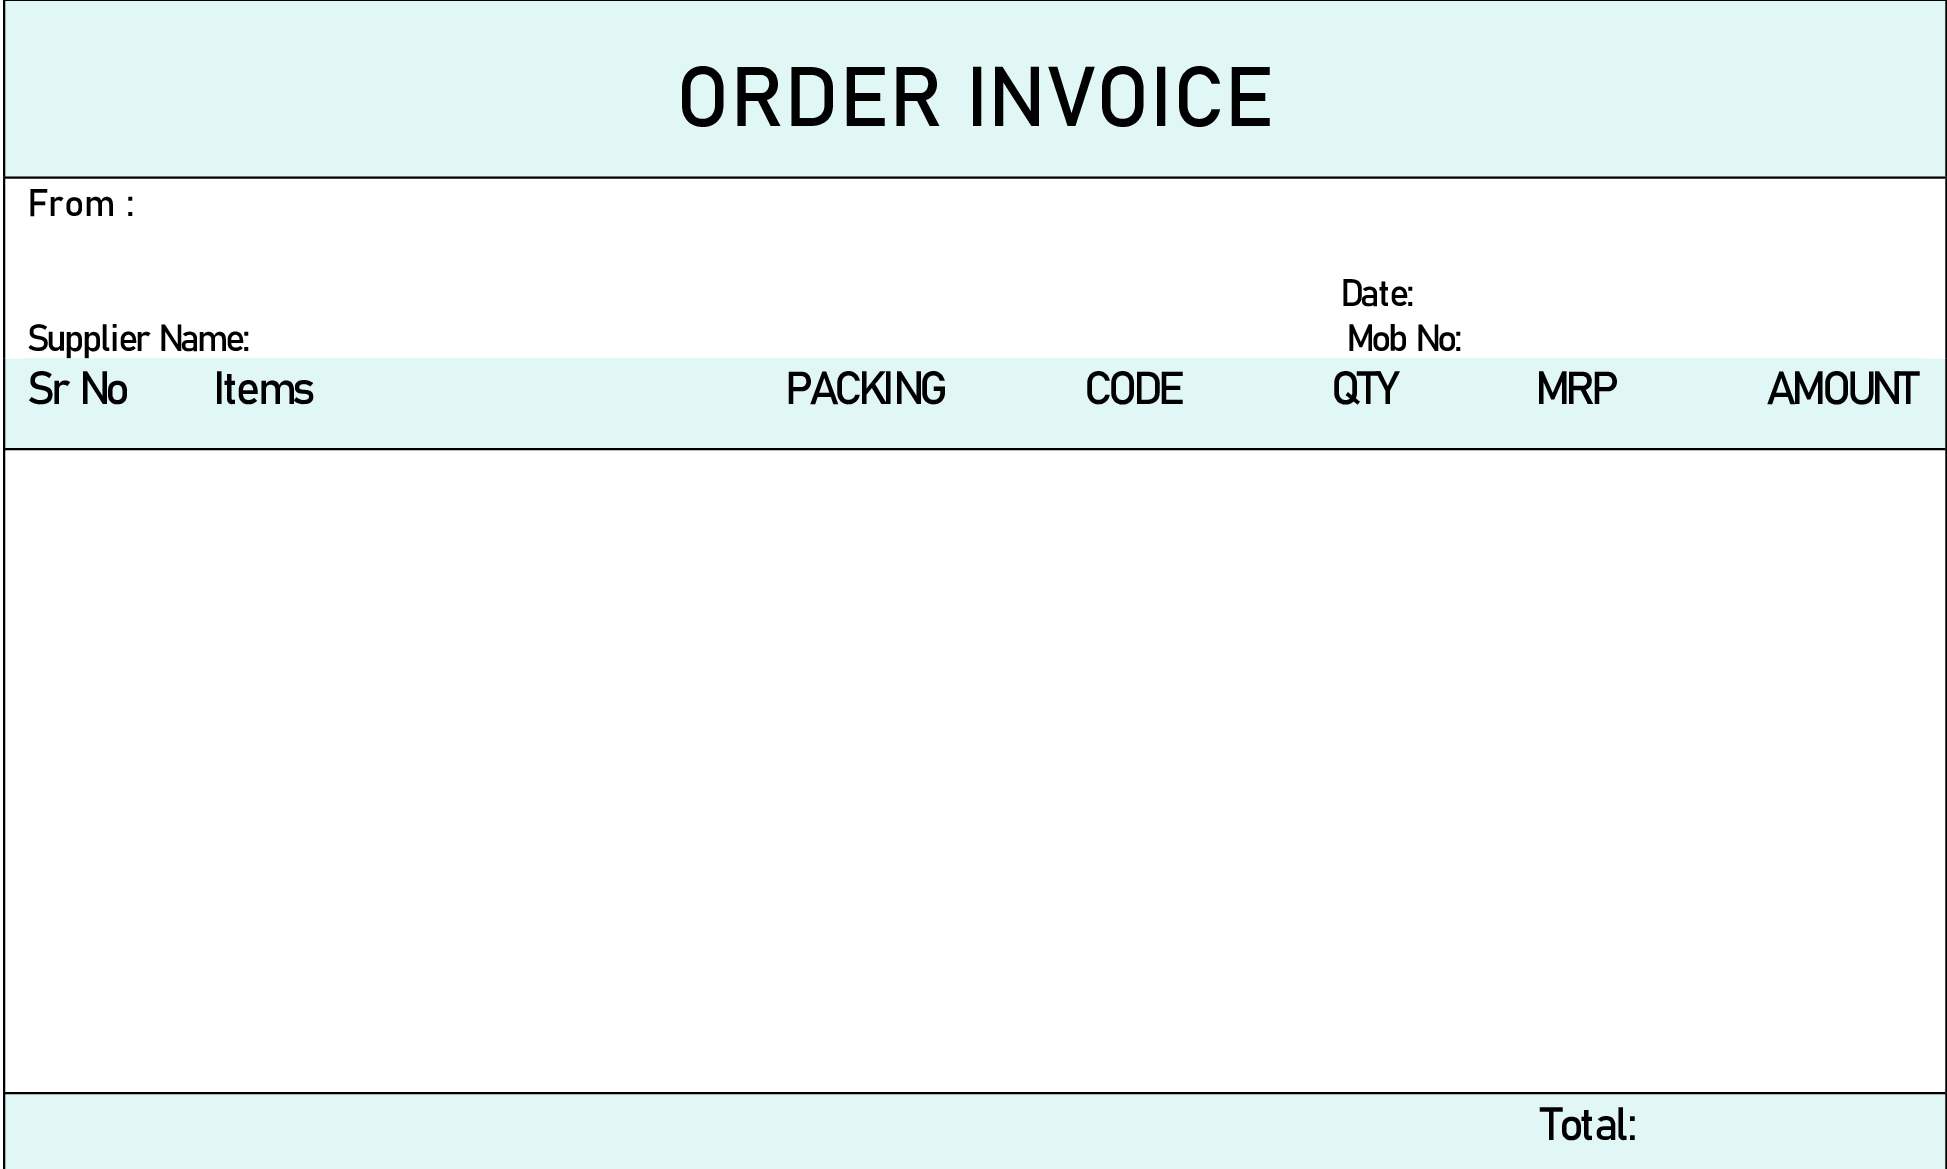 ORDER INVOICE
From :
Date:
Supplier Name: Mob No:
Sr No Items PACKING CODE QTY MRP AMOUNT
Total: